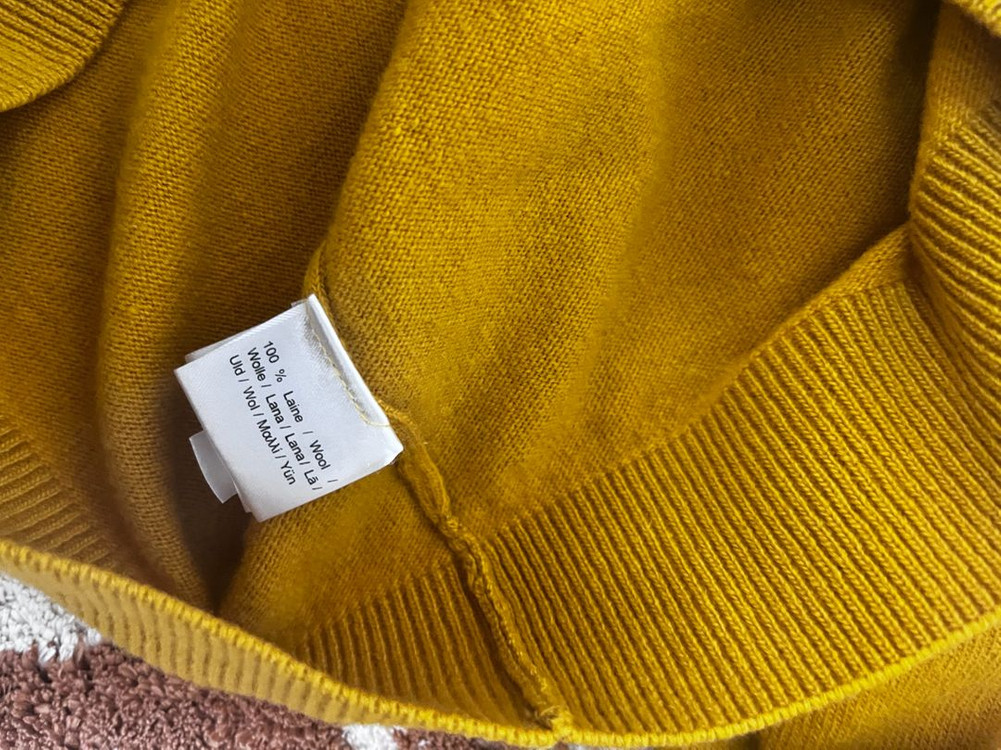 100 % Laine / Wool /
Wolle / Lana / Lana / Lã /
Uld / Wol / Μαλλί / Yün